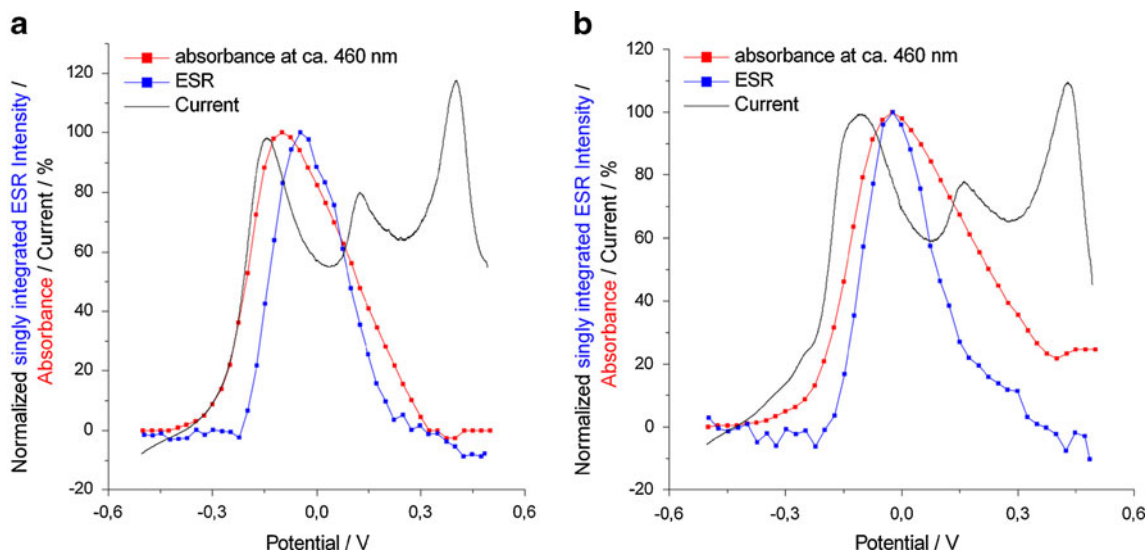 a
absorbance at ca. 460 nm
ESR
Current
Normalized singly integrated ESR Intensity /
Absorbance / Current / %
120
100
80
60
40
20
0
-20
-0,6
-0,3
0,0
0,3
0,6
Potential / V
b
absorbance at ca. 460 nm
ESR
Current
Normalized singly integrated ESR Intensity /
Absorbance / Current / %
120
100
80
60
40
20
0
-20
-0,6
-0,3
0,0
0,3
0,6
Potential / V